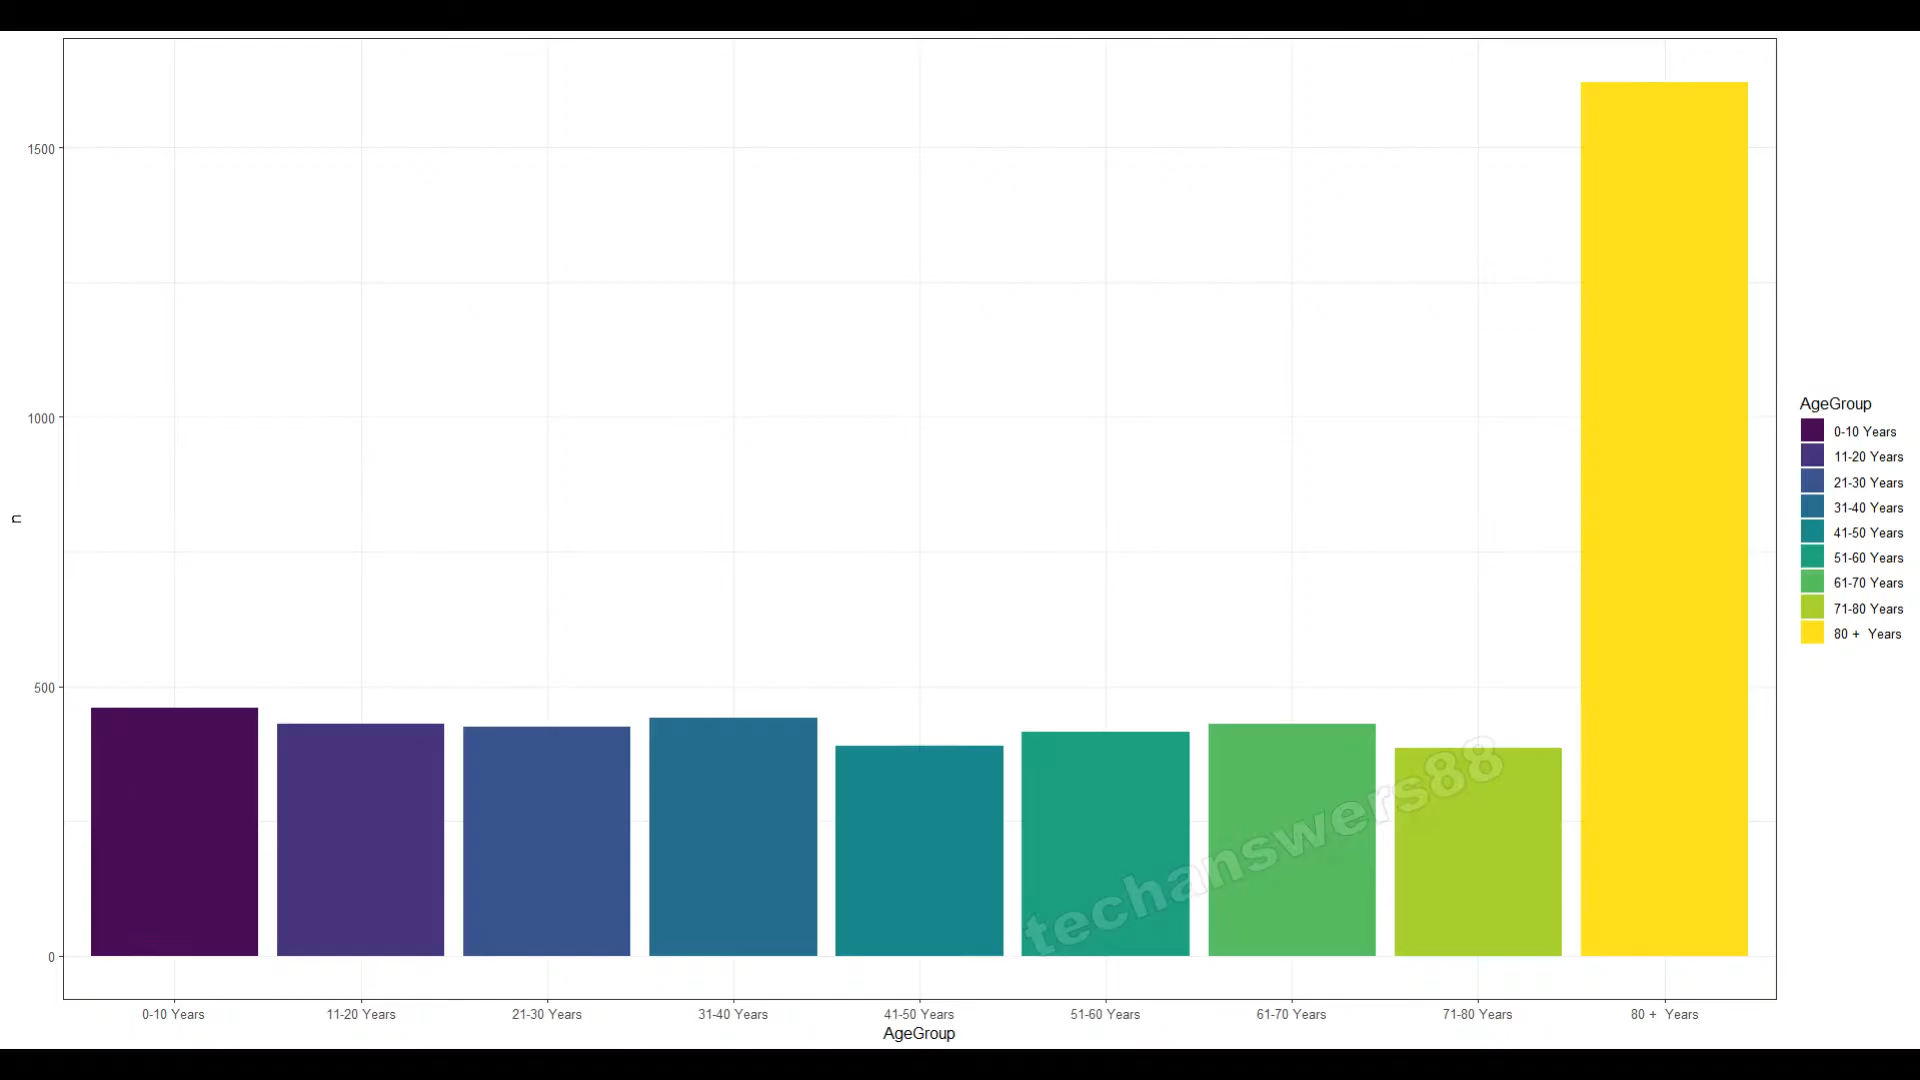 1500
1000
500
0
n
0-10 Years
11-20 Years
21-30 Years
31-40 Years
41-50 Years
51-60 Years
61-70 Years
71-80 Years
80 +  Years
AgeGroup
AgeGroup
0-10 Years
11-20 Years
21-30 Years
31-40 Years
41-50 Years
51-60 Years
61-70 Years
71-80 Years
80 +  Years
techanswers88